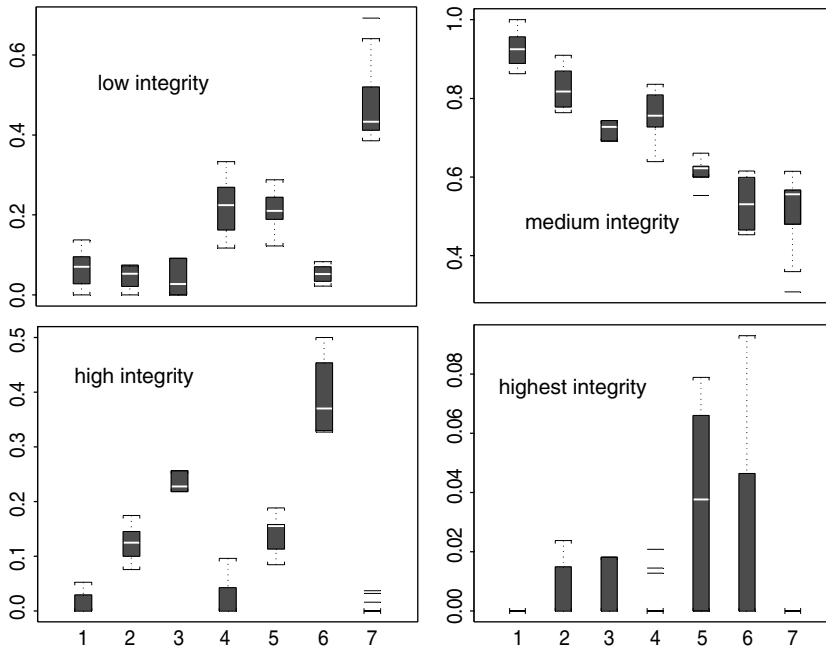 0.0 0.2 0.4 0.6
low integrity
0.4 0.6 0.8 1.0
medium integrity
0.0 0.1 0.2 0.3 0.4 0.5
high integrity
1 2 3 4 5 6 7
0.00 0.02 0.04 0.06 0.08
highest integrity
1 2 3 4 5 6 7